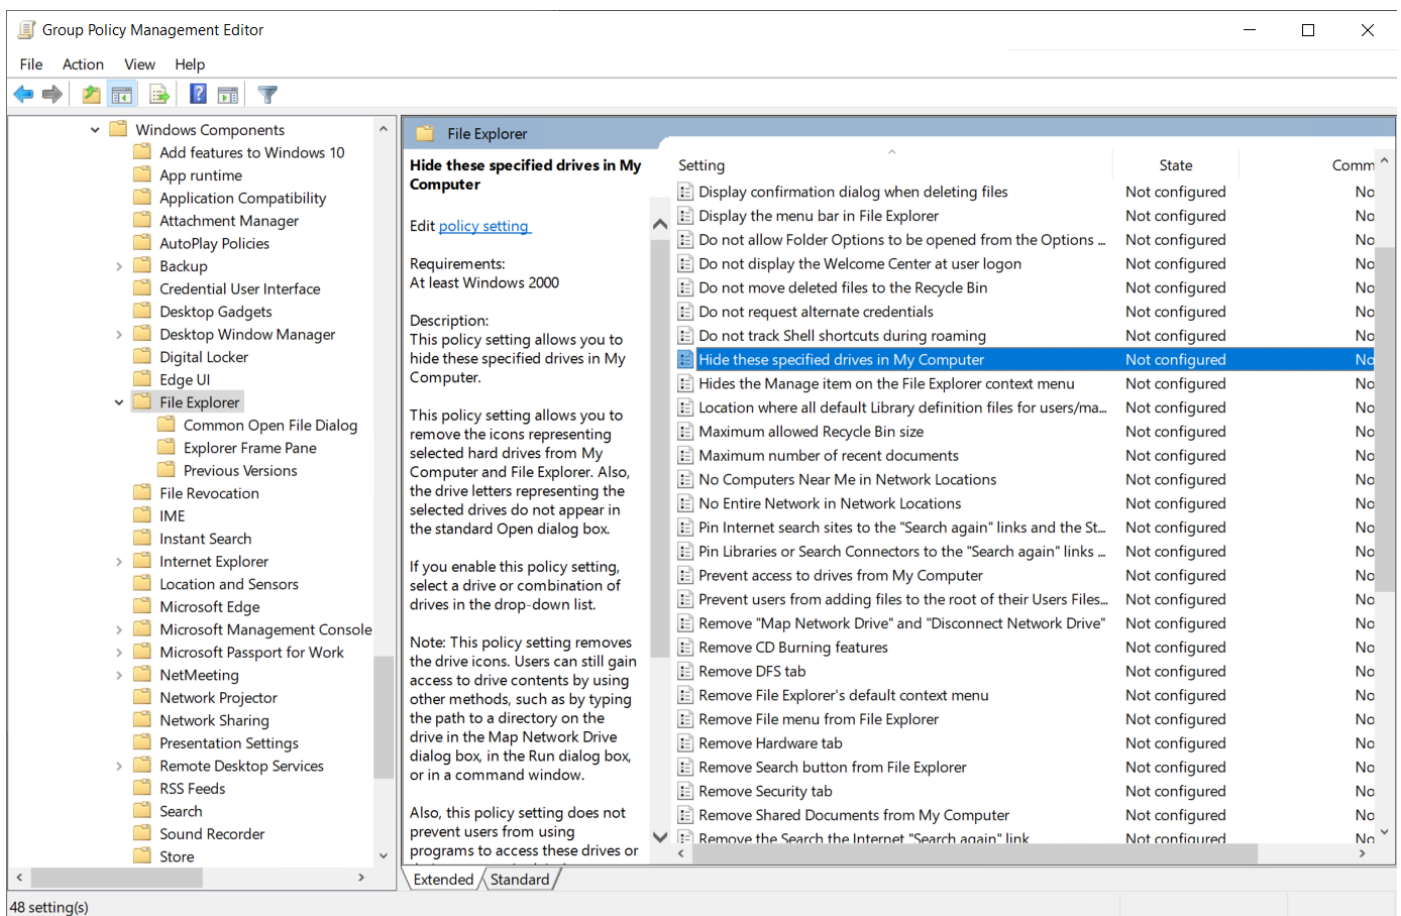 Group Policy Management Editor
File Action View Help
Windows Components
Add features to Windows 10
App runtime
Application Compatibility
Attachment Manager
AutoPlay Policies
Backup
Credential User Interface
Desktop Gadgets
Desktop Window Manager
Digital Locker
Edge UI
File Explorer
Common Open File Dialog
Explorer Frame Pane
Previous Versions
File Revocation
IME
Instant Search
Internet Explorer
Location and Sensors
Microsoft Edge
Microsoft Management Console
Microsoft Passport for Work
NetMeeting
Network Projector
Network Sharing
Presentation Settings
Remote Desktop Services
RSS Feeds
Search
Sound Recorder
Store
File Explorer
Hide these specified drives in My
Computer
Edit policy setting
Requirements:
At least Windows 2000
Description:
This policy setting allows you to
hide these specified drives in My
Computer.
This policy setting allows you to
remove the icons representing
selected hard drives from My
Computer and File Explorer. Also,
the drive letters representing the
selected drives do not appear in
the standard Open dialog box.
If you enable this policy setting,
select a drive or combination of
drives in the drop-down list.
Note: This policy setting removes
the drive icons. Users can still gain
access to drive contents by using
other methods, such as by typing
the path to a directory on the
drive in the Map Network Drive
dialog box, in the Run dialog box,
or in a command window.
Also, this policy setting does not
prevent users from using
programs to access these drives or
Setting State Comm
Display confirmation dialog when deleting files Not configured No
Display the menu bar in File Explorer Not configured No
Do not allow Folder Options to be opened from the Options ... Not configured No
Do not display the Welcome Center at user logon Not configured No
Do not move deleted files to the Recycle Bin Not configured No
Do not request alternate credentials Not configured No
Do not track Shell shortcuts during roaming Not configured No
Hide these specified drives in My Computer Not configured No
Hides the Manage item on the File Explorer context menu Not configured No
Location where all default Library definition files for users/ma... Not configured No
Maximum allowed Recycle Bin size Not configured No
Maximum number of recent documents Not configured No
No Computers Near Me in Network Locations Not configured No
No Entire Network in Network Locations Not configured No
Pin Internet search sites to the "Search again" links and the St... Not configured No
Pin Libraries or Search Connectors to the "Search again" links ... Not configured No
Prevent access to drives from My Computer Not configured No
Prevent users from adding files to the root of their Users Files... Not configured No
Remove "Map Network Drive" and "Disconnect Network Drive" Not configured No
Remove CD Burning features Not configured No
Remove DFS tab Not configured No
Remove File Explorer's default context menu Not configured No
Remove File menu from File Explorer Not configured No
Remove Hardware tab Not configured No
Remove Search button from File Explorer Not configured No
Remove Security tab Not configured No
Remove Shared Documents from My Computer Not configured No
Remove the Search the Internet "Search again" link Not configured No
Extended Standard
48 setting(s)